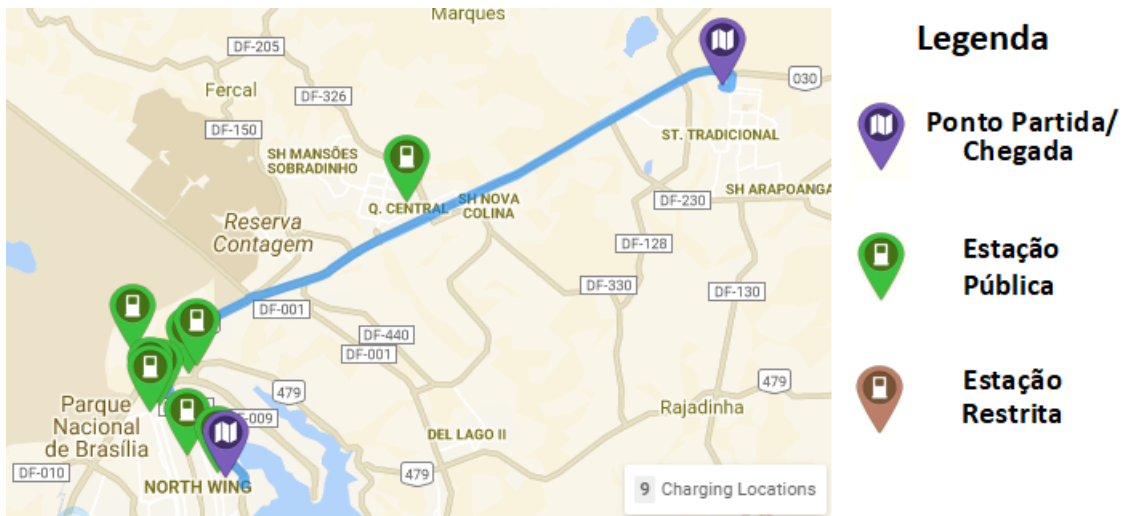 Marques
DF-205
030
Fercal
DF-326
DF-150
ST. TRADICIONAL
SH MANSÕES
SOBRADINHO
SH ARAPOANGA
Q. CENTRAL
SH NOVA
COLINA
DF-230
Reserva
Contagem
DF-128
DF-330
DF-130
DF-001
DF-440
DF-001
479
479
Parque
Nacional
de Brasília
DF-009
Rajadinha
DEL LAGO II
DF-010
479
NORTH WING
9 Charging Locations
Legenda
Ponto Partida/
Chegada
Estação
Pública
Estação
Restrita